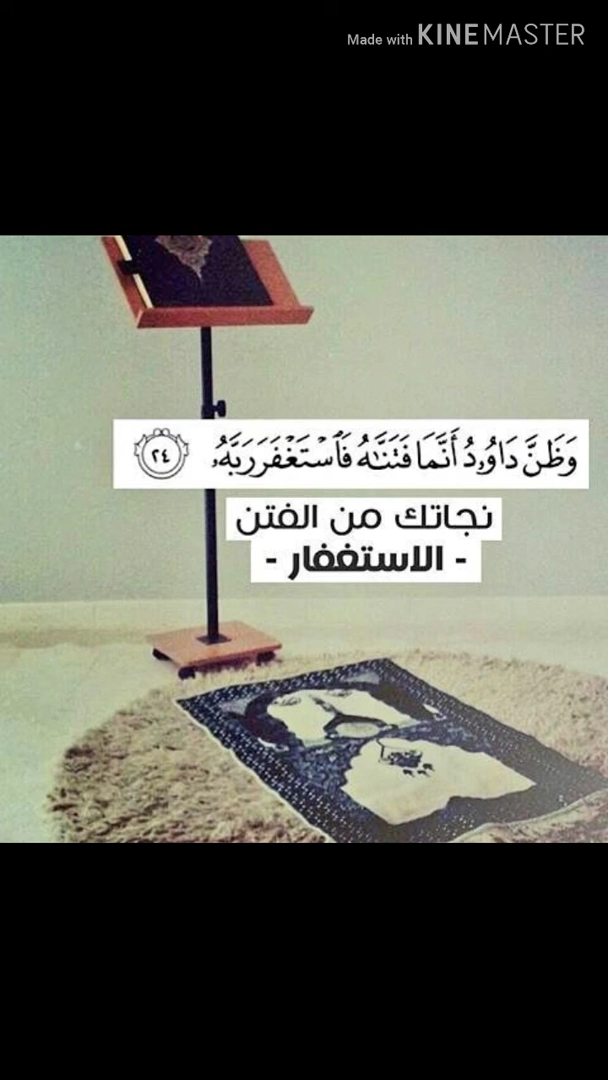 Made with KINEMASTER
وَظَنَّ دَاوُۥدُ أَنَّمَا فَتَنَّٰهُ فَٱسْتَغْفَرَ رَبَّهُۥ ٢٤
نجاتك من الفتن
- الاستغفار -